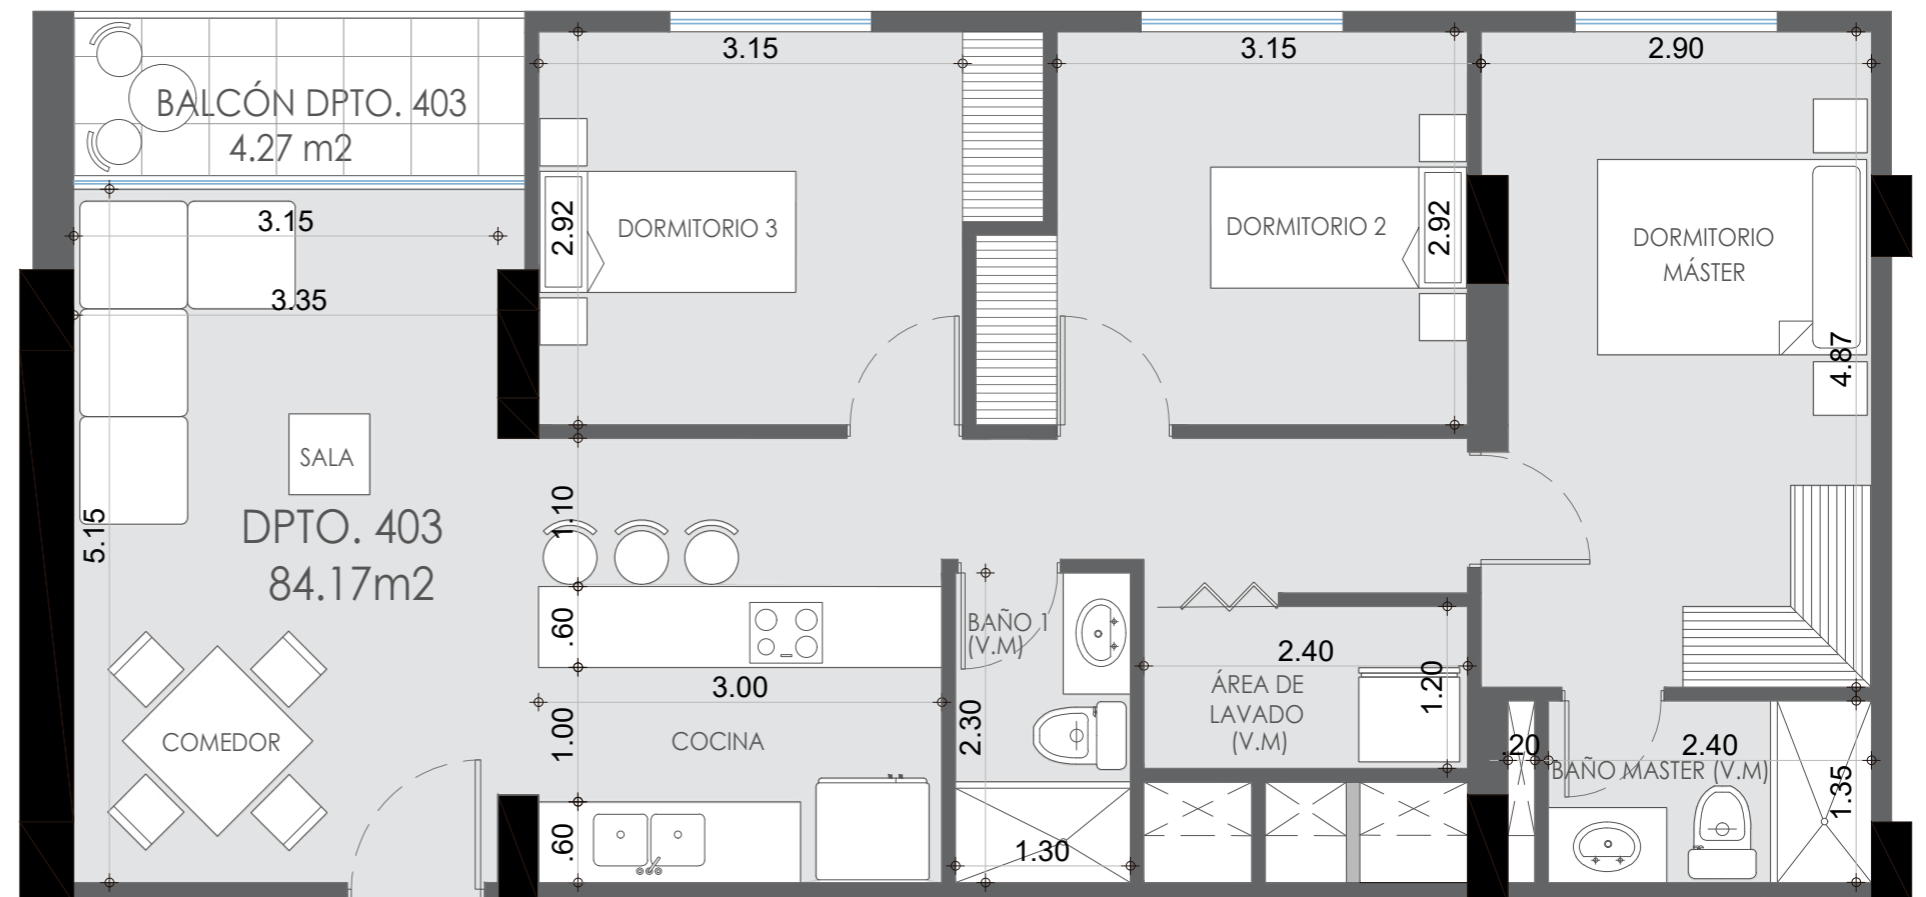 3.15
3.15
2.90
BALCÓN DPTO. 403
4.27 m2
3.15
2.92
DORMITORIO 3
DORMITORIO 2
2.92
DORMITORIO
MÁSTER
3.35
4.87
SALA
DPTO. 403
84.17m2
5.15
1.10
.60
BAÑO 1
(V.M)
2.40
ÁREA DE
LAVADO
(V.M)
1.20
3.00
COMEDOR
1.00
COCINA
2.30
.20
2.40
BAÑO MASTER (V.M)
1.35
.60
1.30